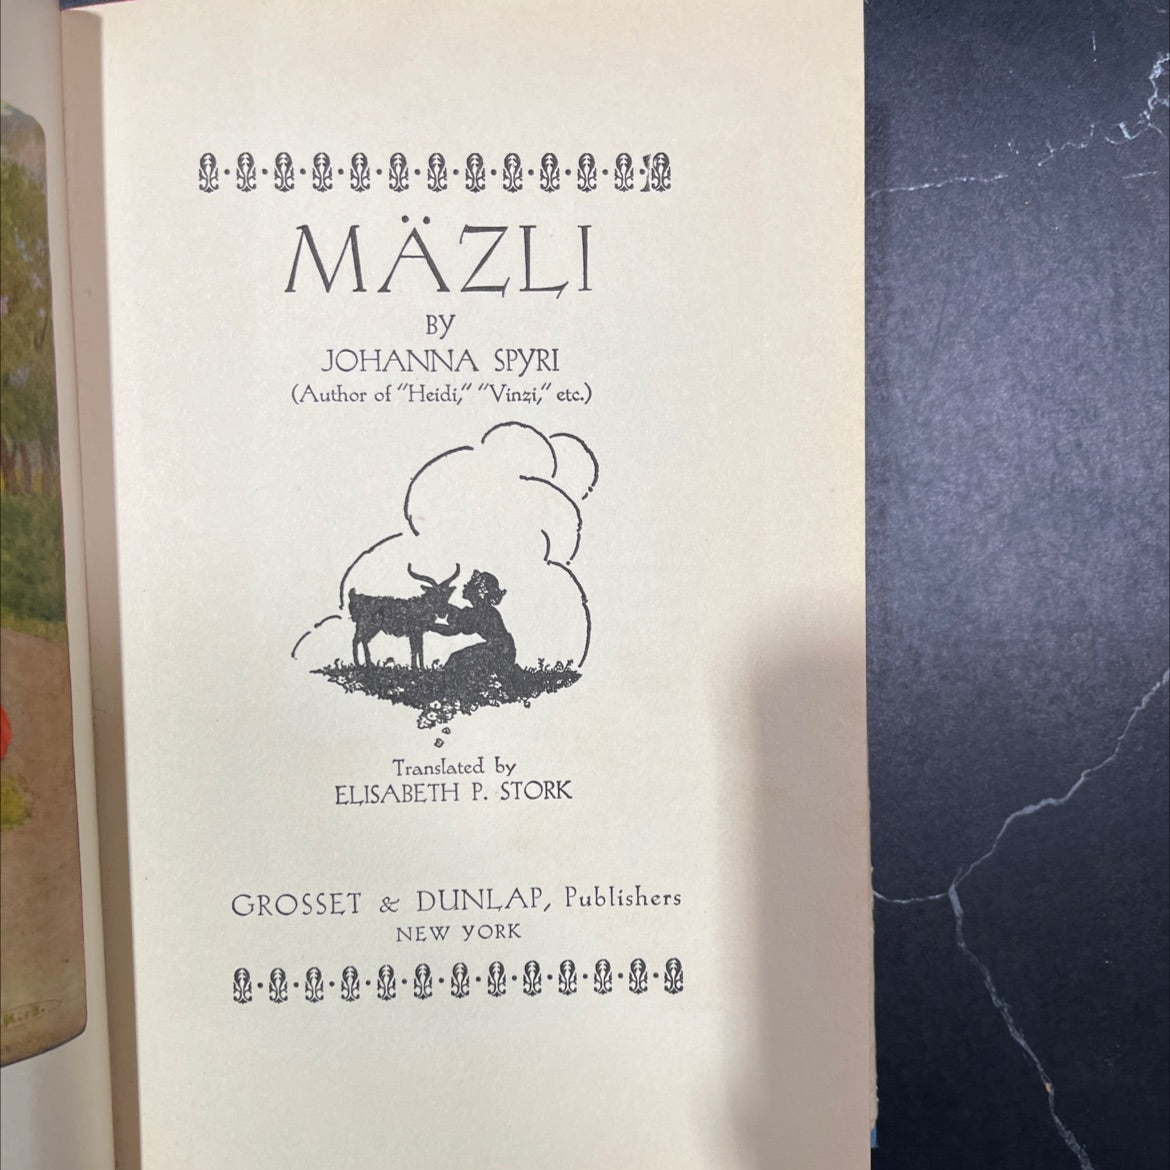 MÄZLI
BY
JOHANNA SPYRI
(Author of "Heidi," "Vinzi," etc.)
Translated by
ELISABETH P. STORK
GROSSET & DUNLAP, Publishers
NEW YORK